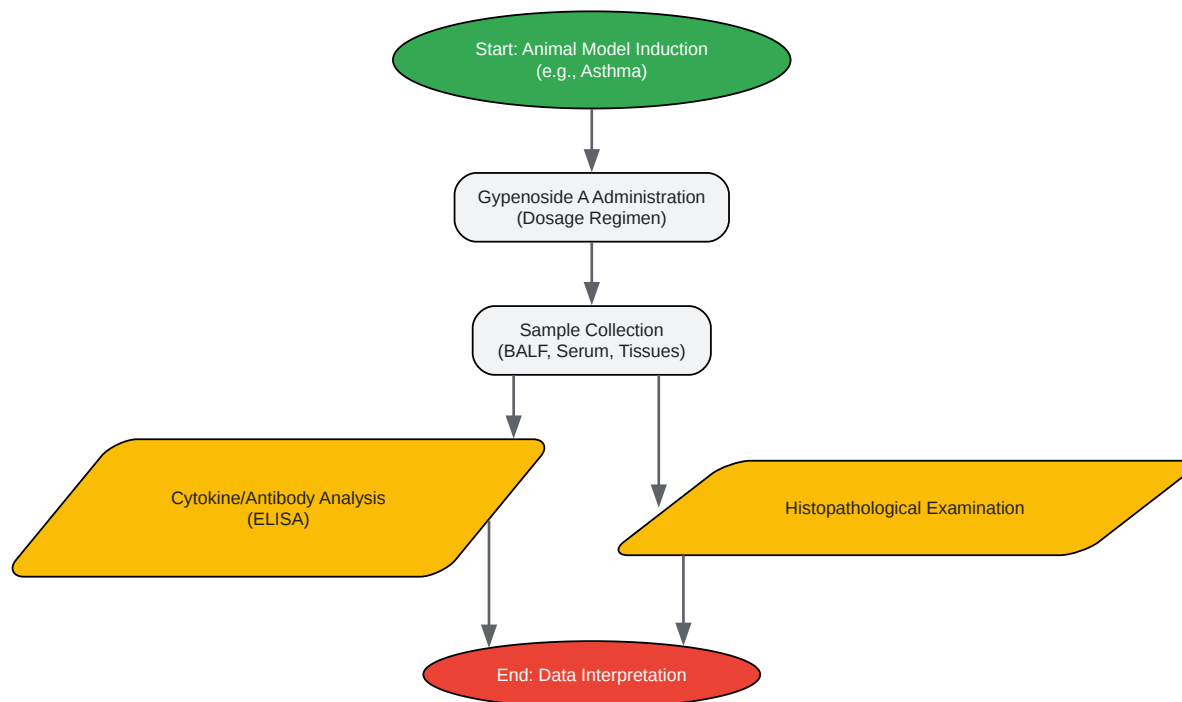 Start: Animal Model Induction
(e.g., Asthma)
Gypenoside A Administration
(Dosage Regimen)
Sample Collection
(BALF, Serum, Tissues)
Cytokine/Antibody Analysis
(ELISA)
Histopathological Examination
End: Data Interpretation